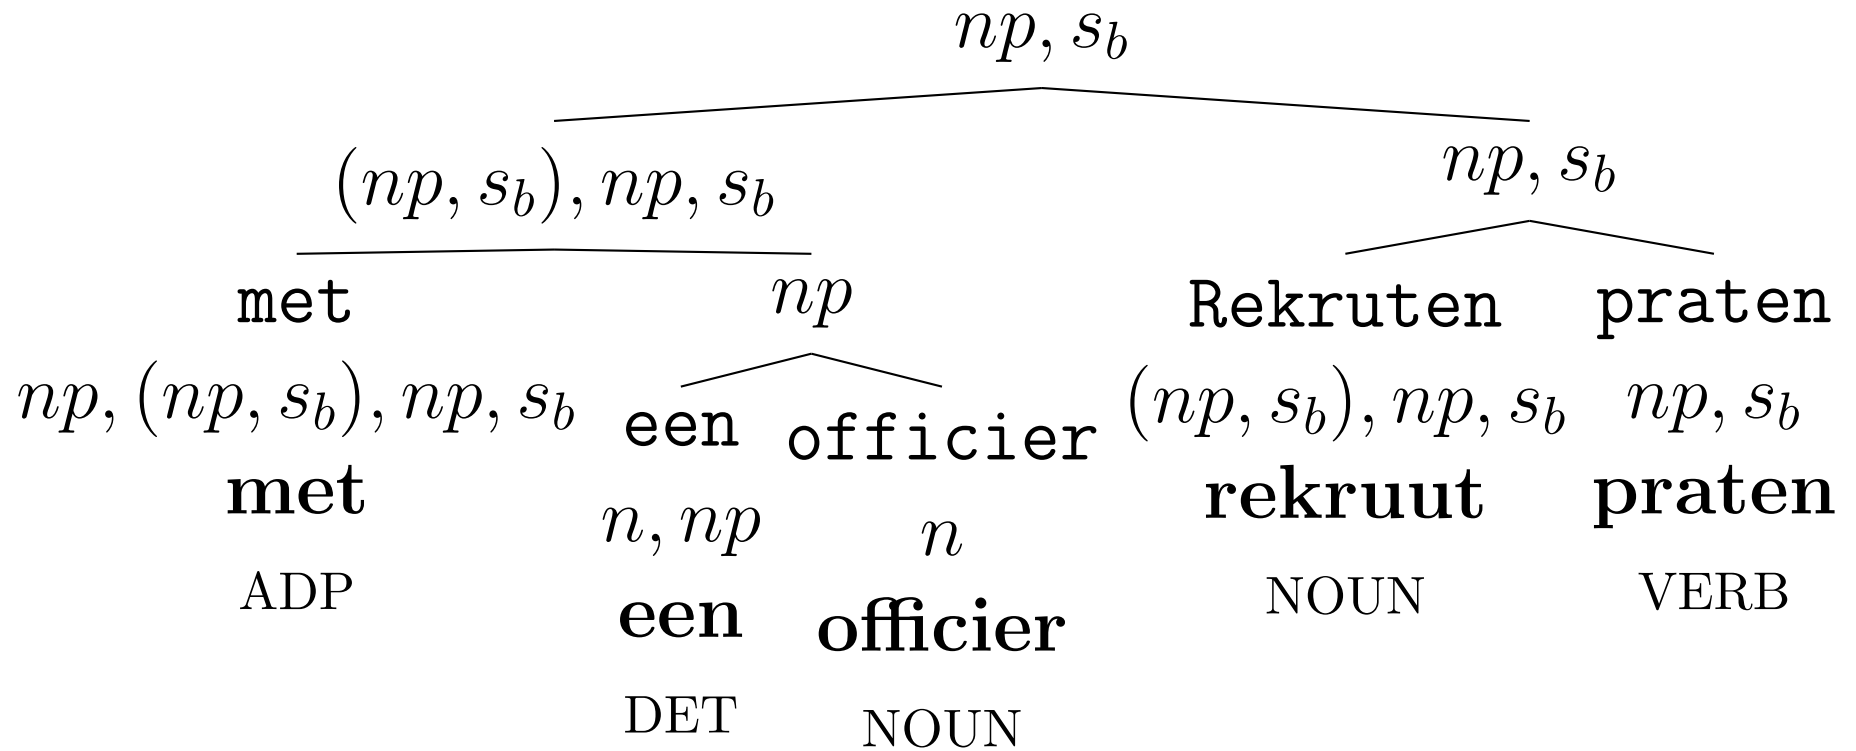 np, s_b
(np, s_b), np, s_b
np, s_b
met
np, (np, s_b), np, s_b
met
ADP
np
een
n, np
een
DET
officier
n
officier
NOUN
Rekruten
(np, s_b), np, s_b
rekruut
NOUN
praten
np, s_b
praten
VERB